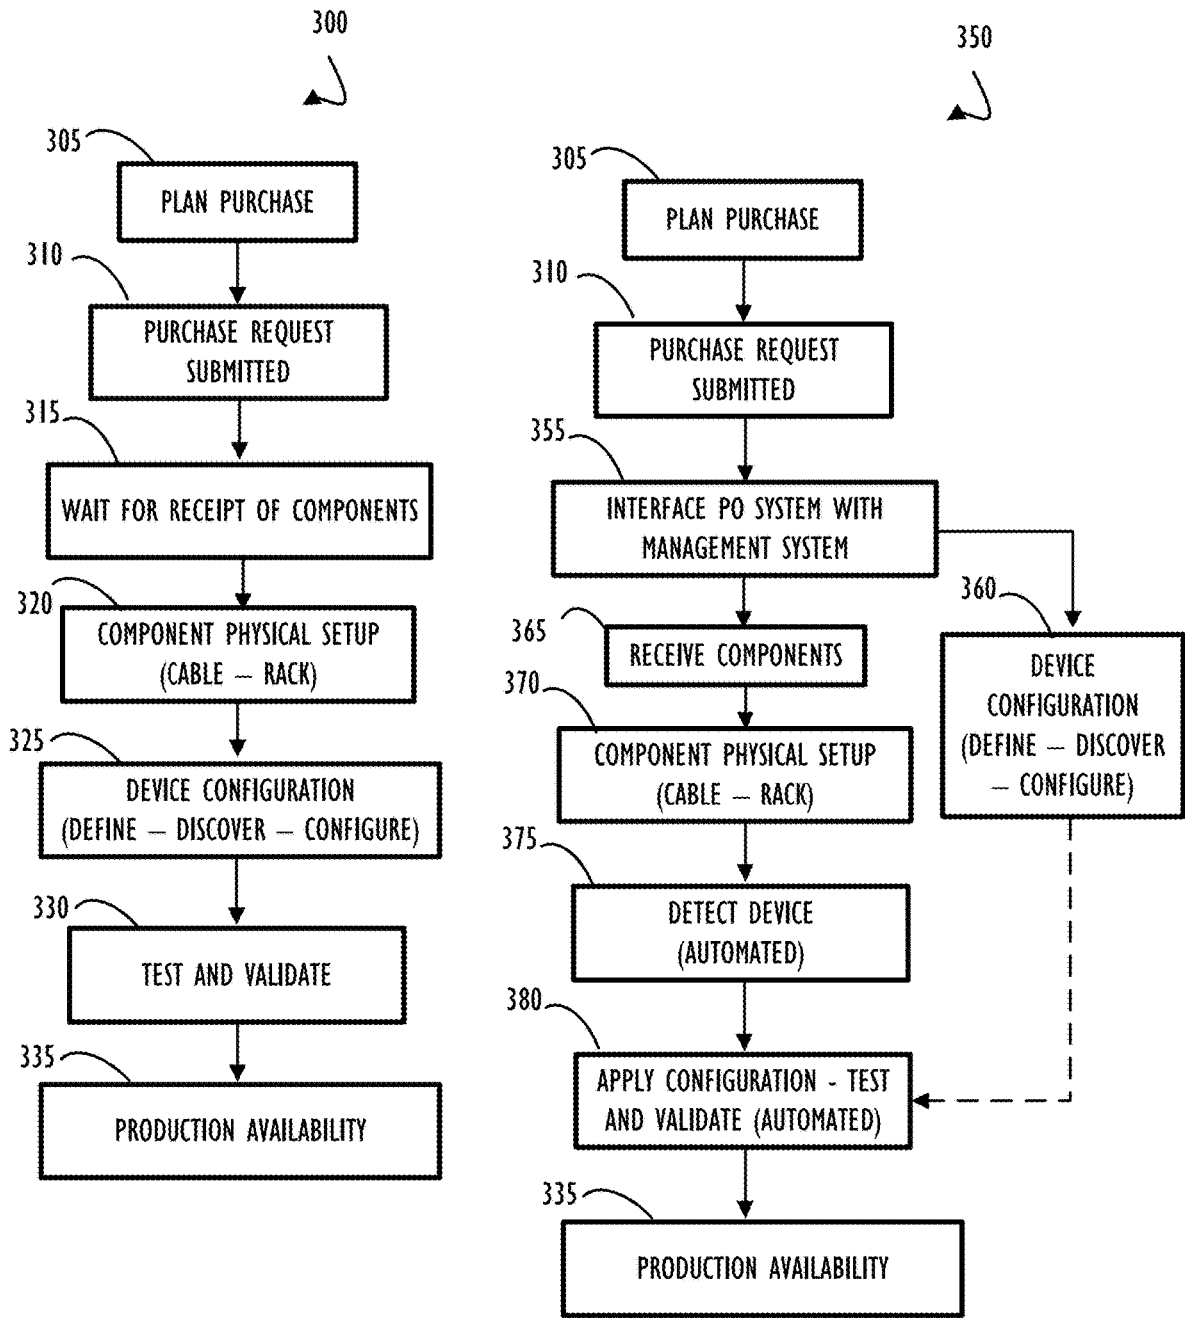 300
305
PLAN PURCHASE
310
PURCHASE REQUEST
SUBMITTED
315
WAIT FOR RECEIPT OF COMPONENTS
320
COMPONENT PHYSICAL SETUP
(CABLE – RACK)
325
DEVICE CONFIGURATION
(DEFINE – DISCOVER – CONFIGURE)
330
TEST AND VALIDATE
335
PRODUCTION AVAILABILITY
350
305
PLAN PURCHASE
310
PURCHASE REQUEST
SUBMITTED
355
INTERFACE PO SYSTEM WITH
MANAGEMENT SYSTEM
360
DEVICE
CONFIGURATION
(DEFINE – DISCOVER
– CONFIGURE)
365
RECEIVE COMPONENTS
370
COMPONENT PHYSICAL SETUP
(CABLE – RACK)
375
DETECT DEVICE
(AUTOMATED)
380
APPLY CONFIGURATION - TEST
AND VALIDATE (AUTOMATED)
335
PRODUCTION AVAILABILITY